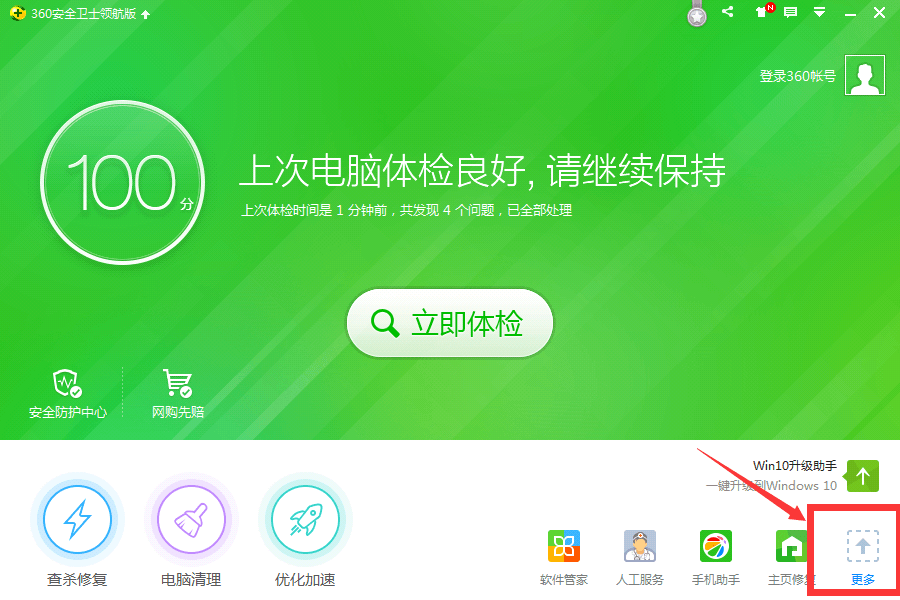 360安全卫士领航版
N
登录360帐号
100分
上次电脑体检良好, 请继续保持
上次体检时间是 1 分钟前，共发现 4 个问题，已全部处理
立即体检
安全防护中心
网购先赔
Win10升级助手
一键升级到Windows 10
查杀修复
电脑清理
优化加速
软件管家
人工服务
手机助手
主页修复
更多